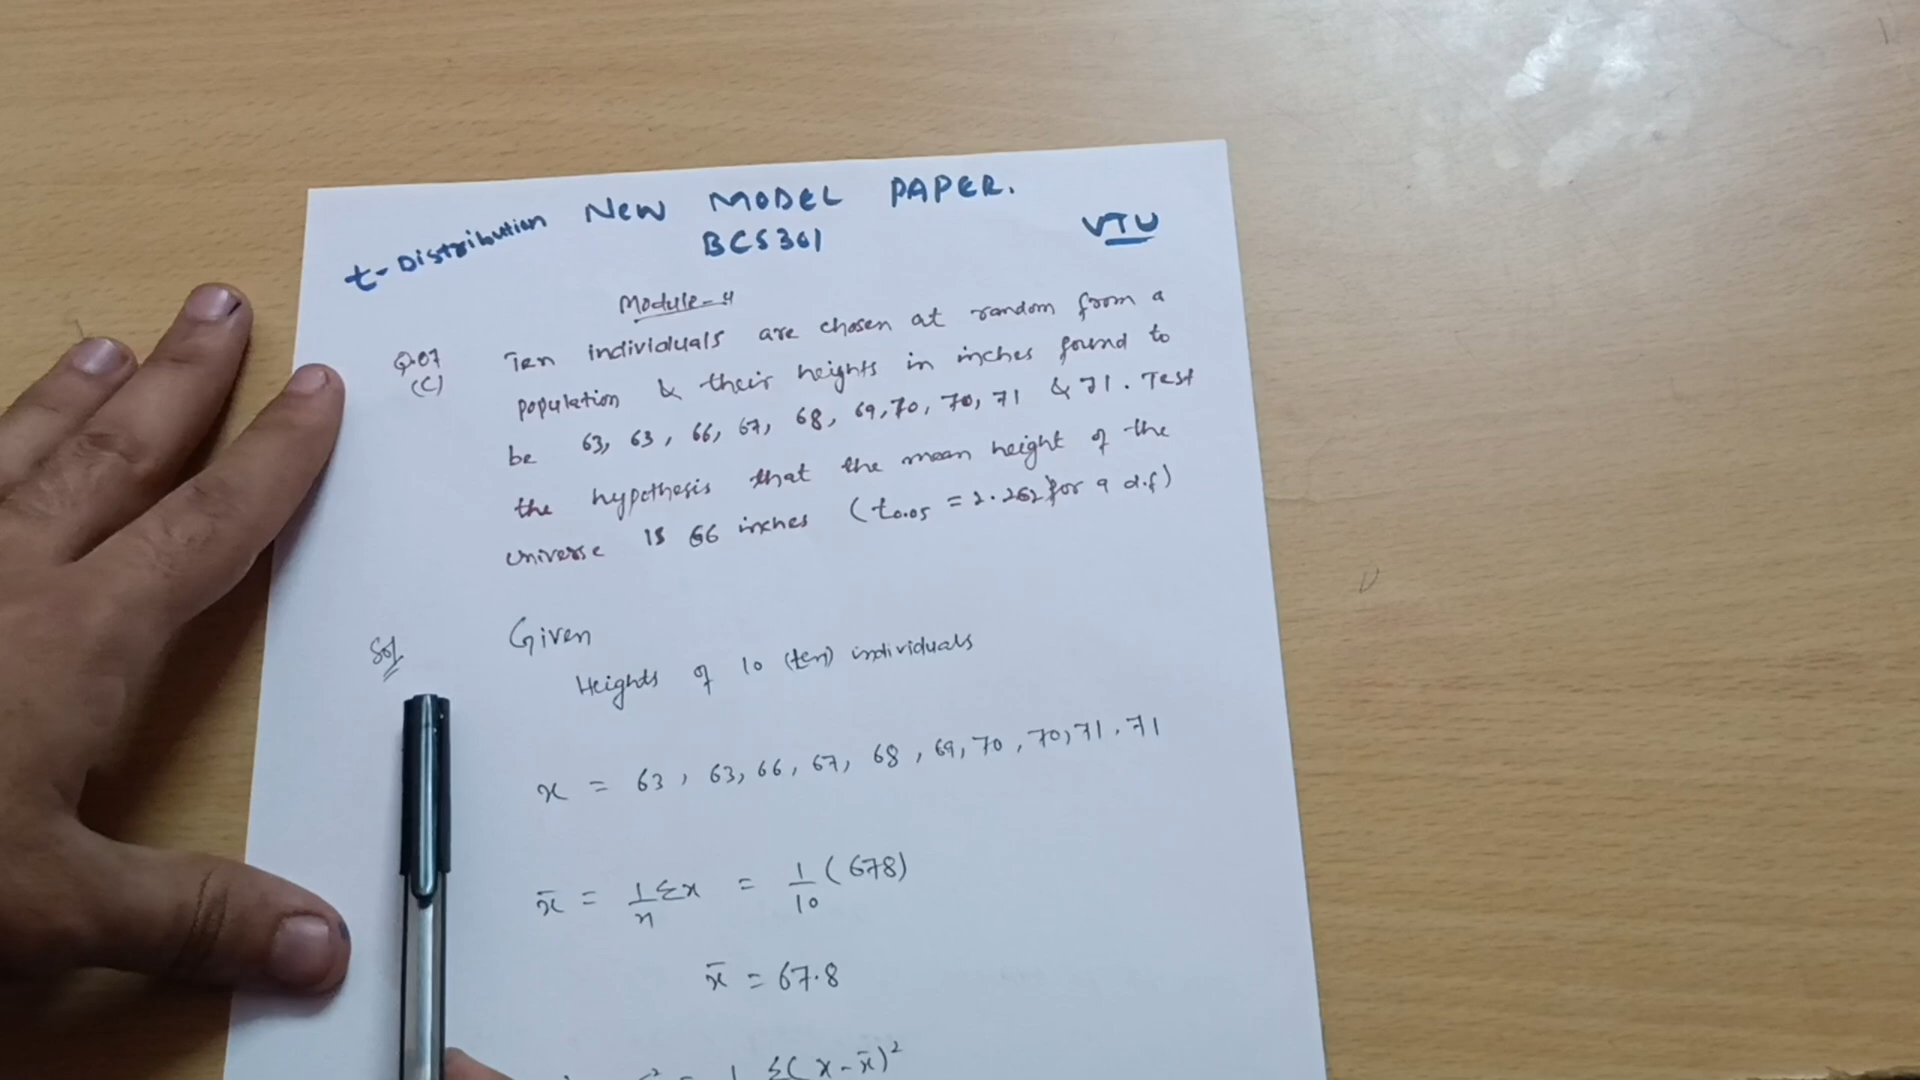 t-Distribution NEW MODEL PAPER.
BCS301 VTU
Module-4
Q.07 Ten individuals are chosen at random from a
(C) population & their heights in inches found to
be 63, 63, 66, 67, 68, 69, 70, 70, 71 & 71. Test
the hypothesis that the mean height of the
universe is 66 inches (t0.05 = 2.262 for 9 d.f)
Sol Given
Heights of 10 (ten) individuals
x = 63, 63, 66, 67, 68, 69, 70, 70, 71, 71
x̄ = 1/n Σx = 1/10 (678)
x̄ = 67.8
Σ(x-x̄)²